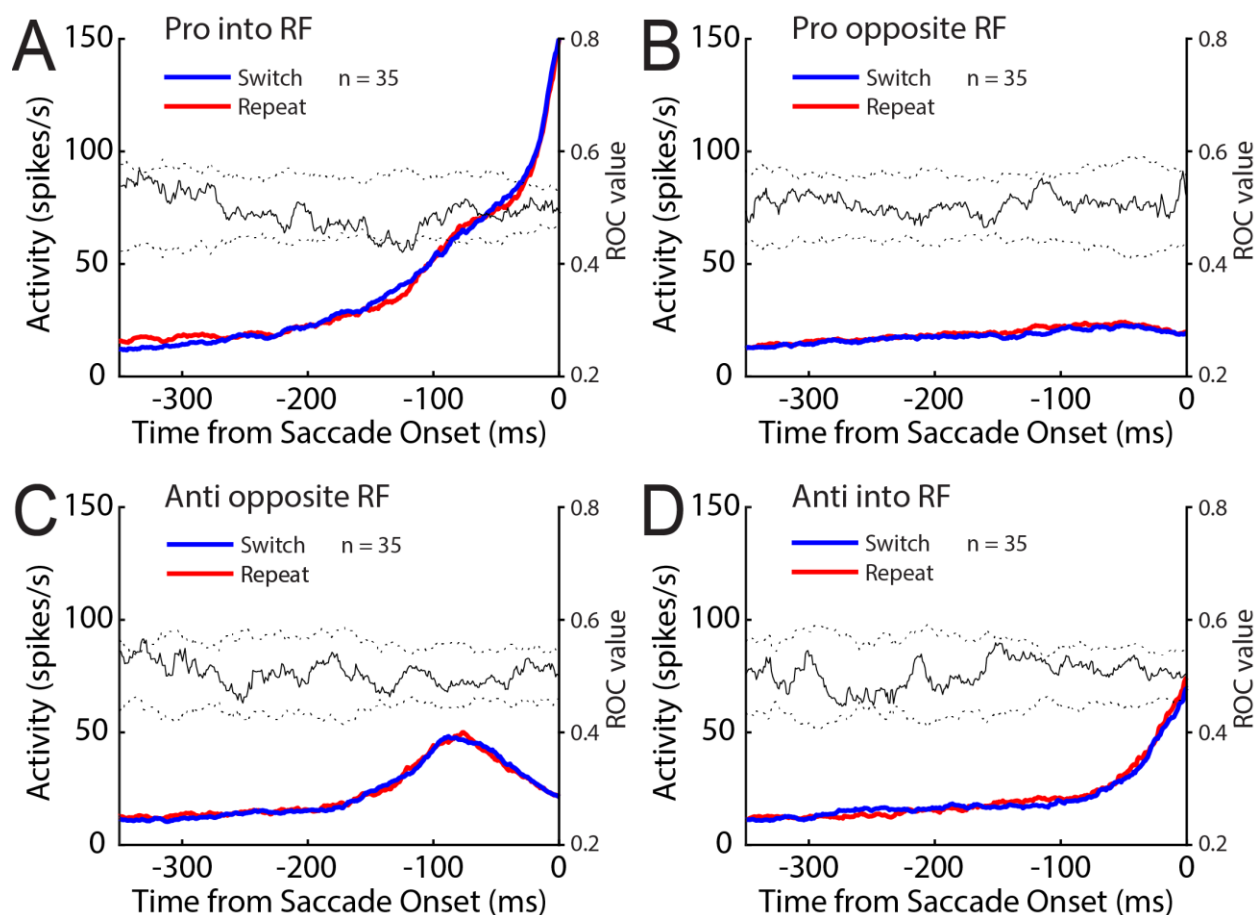 A
Pro into RF
Switch n = 35
Repeat
150
100
50
0
Activity (spikes/s)
0.8
0.6
0.4
0.2
ROC value
-300 -200 -100 0
Time from Saccade Onset (ms)
B
Pro opposite RF
Switch n = 35
Repeat
150
100
50
0
Activity (spikes/s)
0.8
0.6
0.4
0.2
ROC value
-300 -200 -100 0
Time from Saccade Onset (ms)
C
Anti opposite RF
Switch n = 35
Repeat
150
100
50
0
Activity (spikes/s)
0.8
0.6
0.4
0.2
ROC value
-300 -200 -100 0
Time from Saccade Onset (ms)
D
Anti into RF
Switch n = 35
Repeat
150
100
50
0
Activity (spikes/s)
0.8
0.6
0.4
0.2
ROC value
-300 -200 -100 0
Time from Saccade Onset (ms)